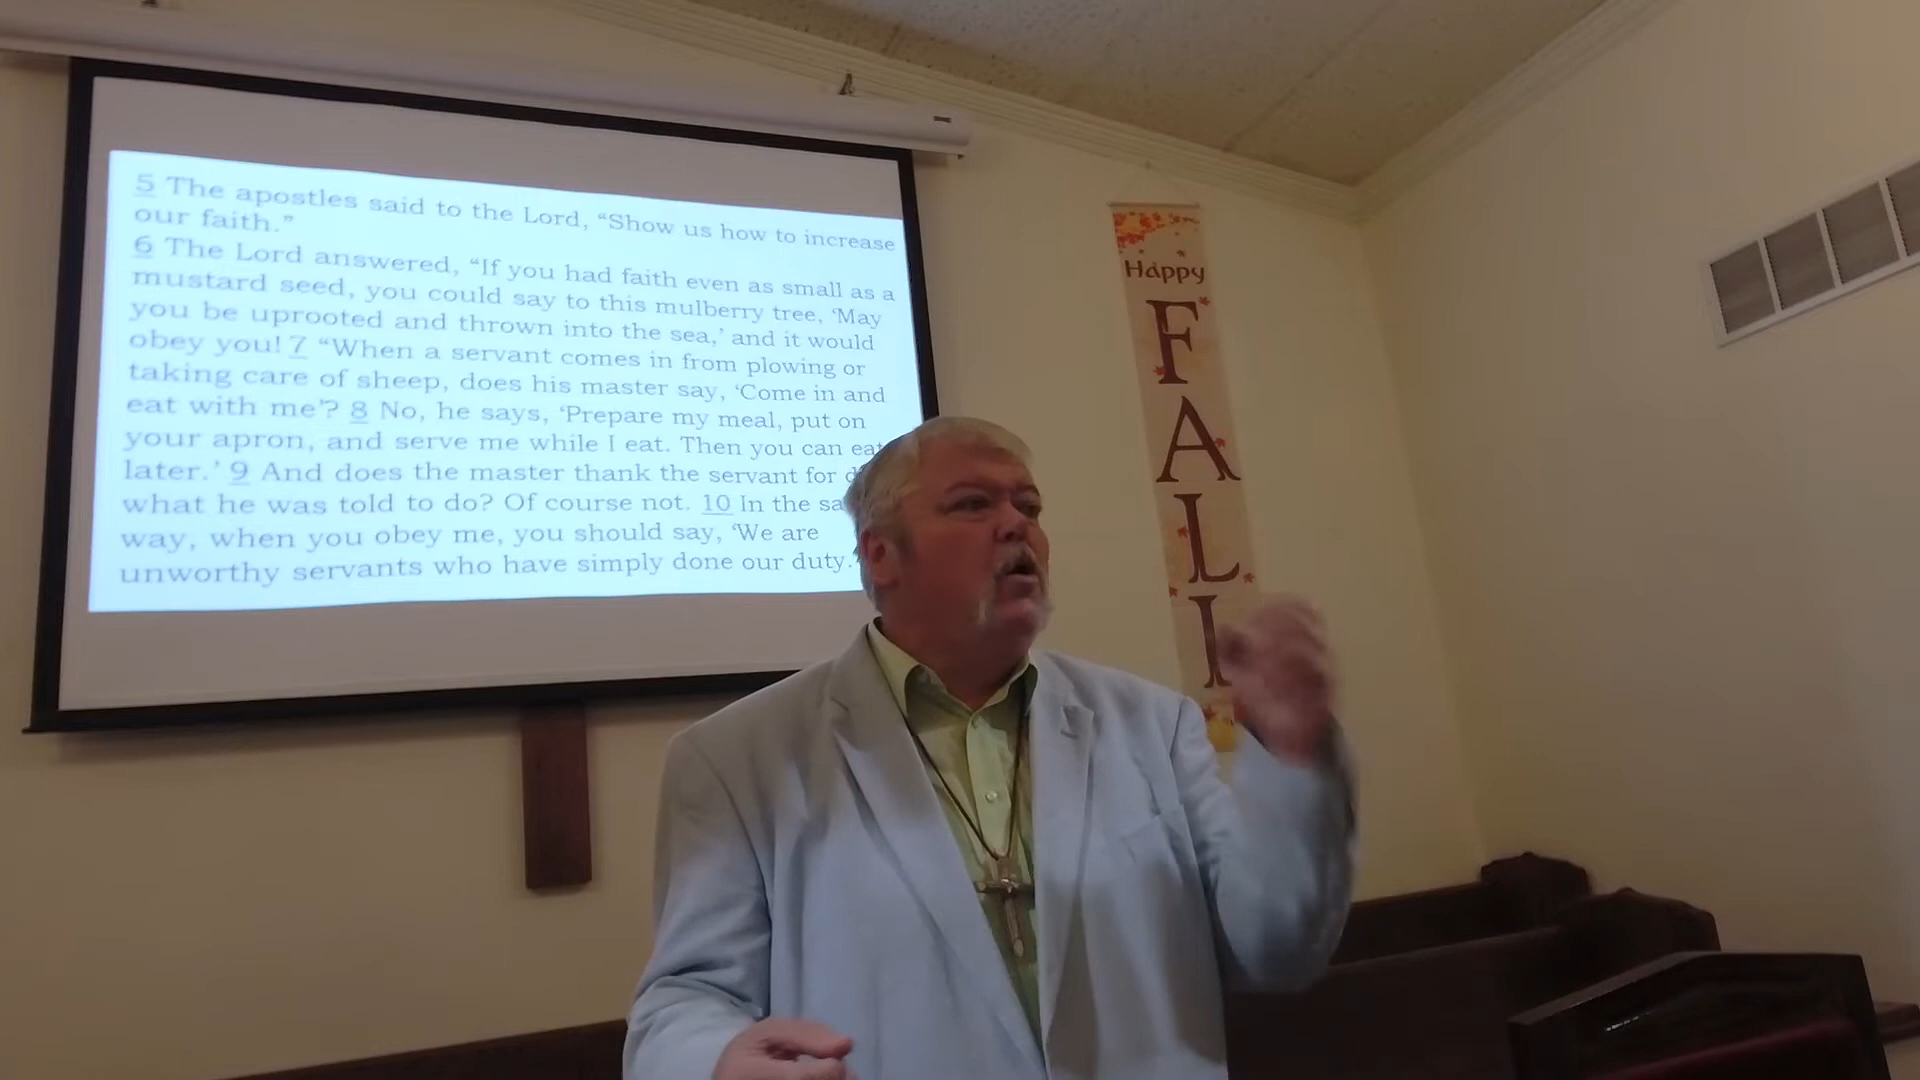 5 The apostles said to the Lord, “Show us how to increase
our faith.”
6 The Lord answered, “If you had faith even as small as a
mustard seed, you could say to this mulberry tree, ‘May
you be uprooted and thrown into the sea,’ and it would
obey you! 7 “When a servant comes in from plowing or
taking care of sheep, does his master say, ‘Come in and
eat with me’? 8 No, he says, ‘Prepare my meal, put on
your apron, and serve me while I eat. Then you can eat
later.’ 9 And does the master thank the servant for
what he was told to do? Of course not. 10 In the
way, when you obey me, you should say, ‘We are
unworthy servants who have simply done our duty.’
Happy
FALL